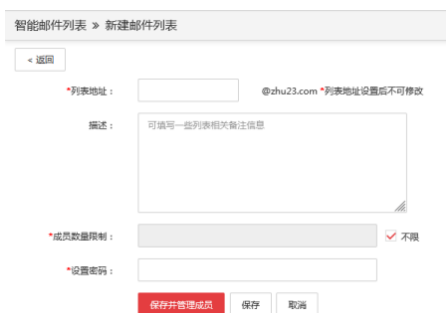 智能邮件列表 » 新建邮件列表
< 返回
*列表地址： @zhu23.com *列表地址设置后不可修改
描述： 可填写一些列表相关备注信息
*成员数量限制： 不限
*设置密码：
保存并管理成员 保存 取消